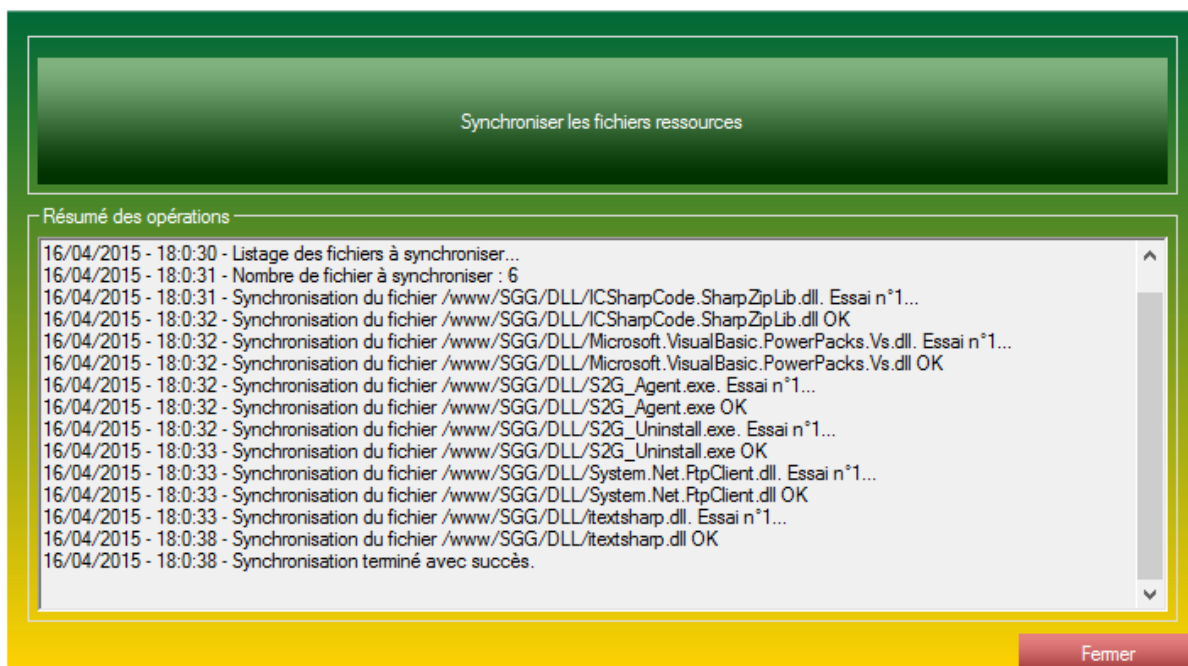 Synchroniser les fichiers ressources
Résumé des opérations
16/04/2015 - 18:0:30 - Listage des fichiers à synchroniser...
16/04/2015 - 18:0:31 - Nombre de fichier à synchroniser : 6
16/04/2015 - 18:0:31 - Synchronisation du fichier /www/SGG/DLL/ICSharpCode.SharpZipLib.dll. Essai n°1...
16/04/2015 - 18:0:32 - Synchronisation du fichier /www/SGG/DLL/ICSharpCode.SharpZipLib.dll OK
16/04/2015 - 18:0:32 - Synchronisation du fichier /www/SGG/DLL/Microsoft.VisualBasic.PowerPacks.Vs.dll. Essai n°1...
16/04/2015 - 18:0:32 - Synchronisation du fichier /www/SGG/DLL/Microsoft.VisualBasic.PowerPacks.Vs.dll OK
16/04/2015 - 18:0:32 - Synchronisation du fichier /www/SGG/DLL/S2G_Agent.exe. Essai n°1...
16/04/2015 - 18:0:32 - Synchronisation du fichier /www/SGG/DLL/S2G_Agent.exe OK
16/04/2015 - 18:0:32 - Synchronisation du fichier /www/SGG/DLL/S2G_Uninstall.exe. Essai n°1...
16/04/2015 - 18:0:33 - Synchronisation du fichier /www/SGG/DLL/S2G_Uninstall.exe OK
16/04/2015 - 18:0:33 - Synchronisation du fichier /www/SGG/DLL/System.Net.FtpClient.dll. Essai n°1...
16/04/2015 - 18:0:33 - Synchronisation du fichier /www/SGG/DLL/System.Net.FtpClient.dll OK
16/04/2015 - 18:0:33 - Synchronisation du fichier /www/SGG/DLL/itextsharp.dll. Essai n°1...
16/04/2015 - 18:0:38 - Synchronisation du fichier /www/SGG/DLL/itextsharp.dll OK
16/04/2015 - 18:0:38 - Synchronisation terminé avec succès.
Fermer